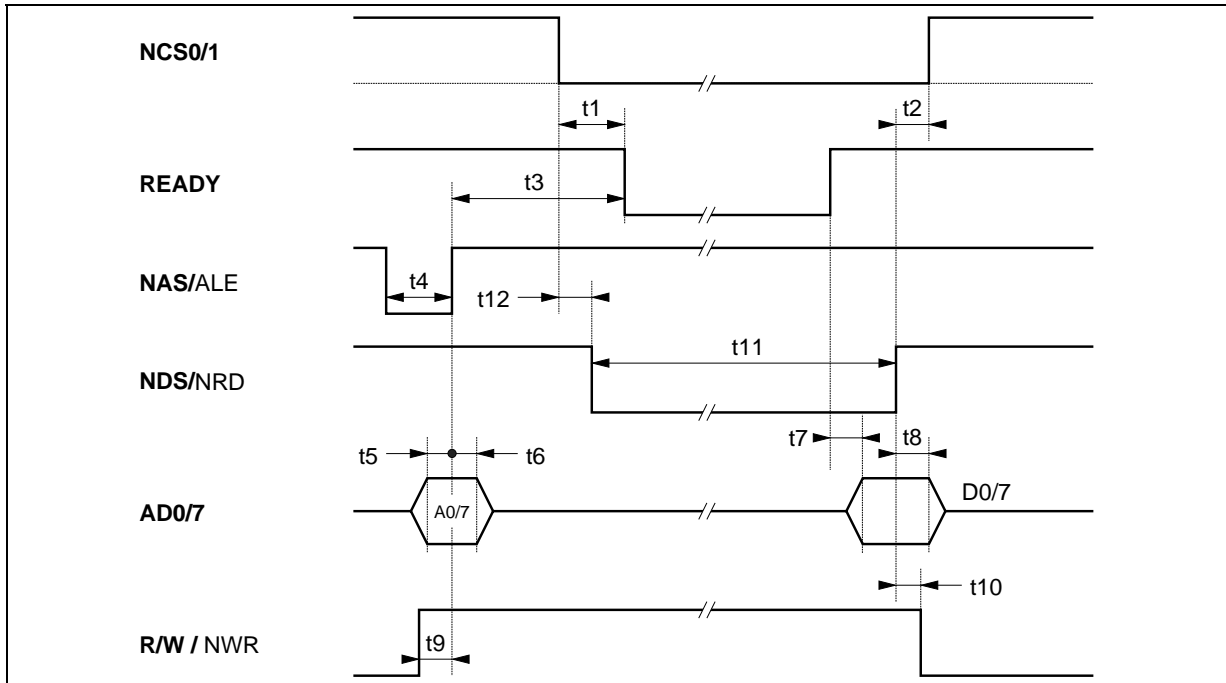 NCS0/1
t1
t2
READY
t3
NAS/ALE
t4
t12
NDS/NRD
t11
t7
t8
t5
t6
AD0/7
A0/7
D0/7
t10
R/W / NWR
t9